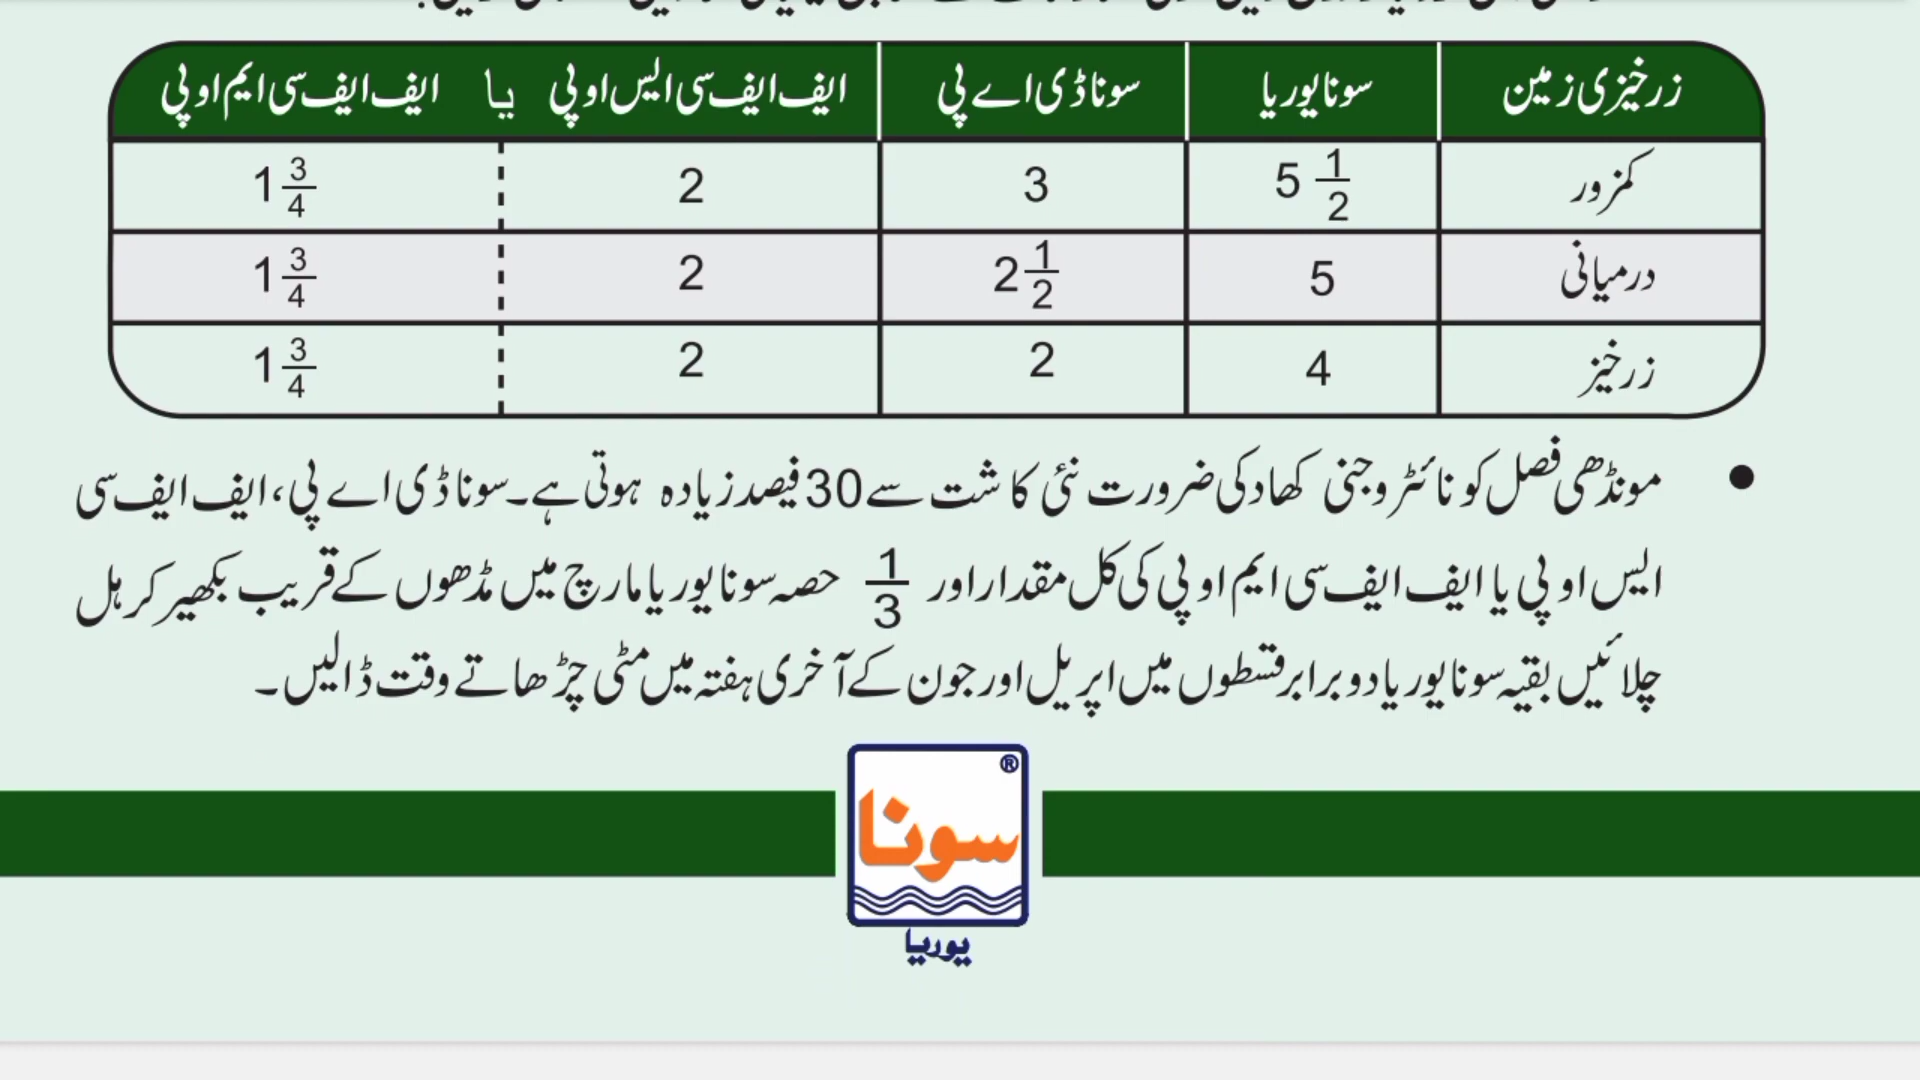 زرخیزی زمین سونا یوریا سونا ڈی اے پی ایف ایف سی ایس او پی یا ایف ایف سی ایم او پی
کمزور 5 1/2 3 2 1 3/4
درمیانی 5 2 1/2 2 1 3/4
زرخیز 4 2 2 1 3/4
● مونڈھی فصل کو نائٹروجنی کھاد کی ضرورت نئی کاشت سے 30 فیصد زیادہ ہوتی ہے۔ سونا ڈی اے پی، ایف ایف سی
ایس او پی یا ایف ایف سی ایم او پی کی کل مقدار اور 1/3 حصہ سونا یوریا مارچ میں مڈھوں کے قریب بکھیر کر ہل
چلائیں بقیہ سونا یوریا دو برابر قسطوں میں اپریل اور جون کے آخری ہفتہ میں مٹی چڑھاتے وقت ڈالیں۔
®
سونا
یوریا